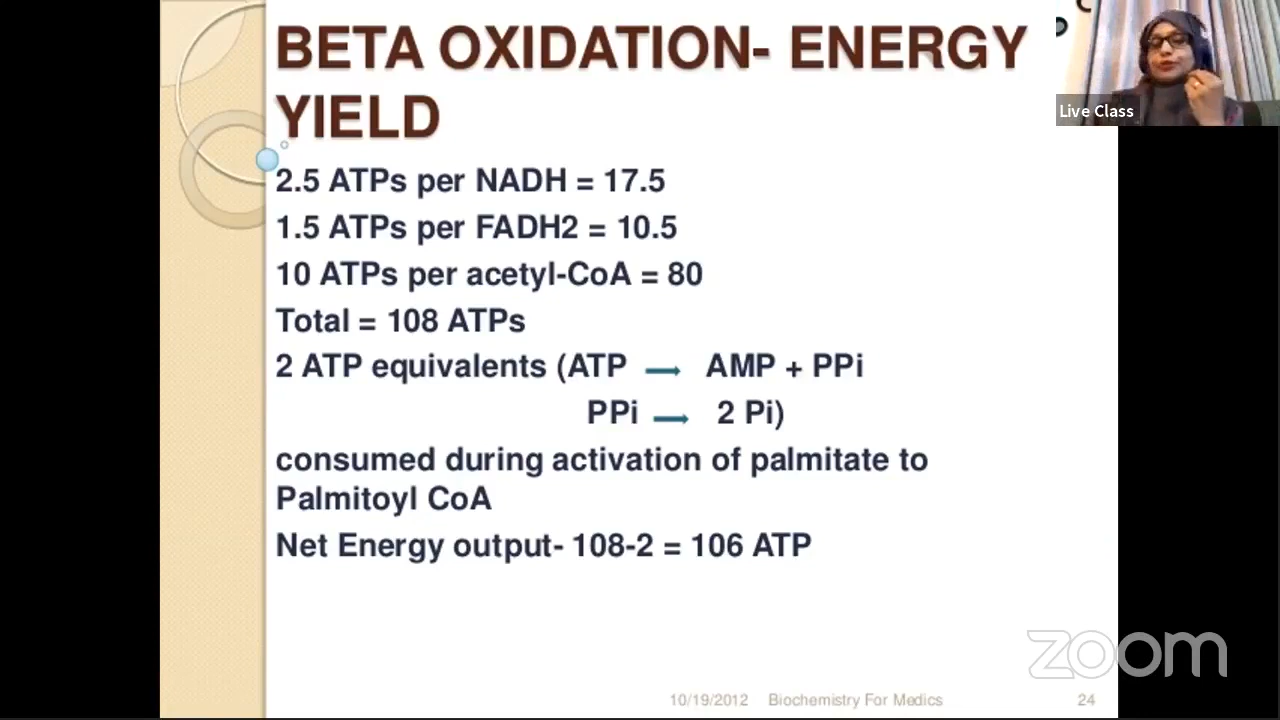 BETA OXIDATION- ENERGY
YIELD
Live Class
2.5 ATPs per NADH = 17.5
1.5 ATPs per FADH2 = 10.5
10 ATPs per acetyl-CoA = 80
Total = 108 ATPs
2 ATP equivalents (ATP → AMP + PPi
PPi → 2 Pi)
consumed during activation of palmitate to
Palmitoyl CoA
Net Energy output- 108-2 = 106 ATP
zoom
10/19/2012 Biochemistry For Medics 24